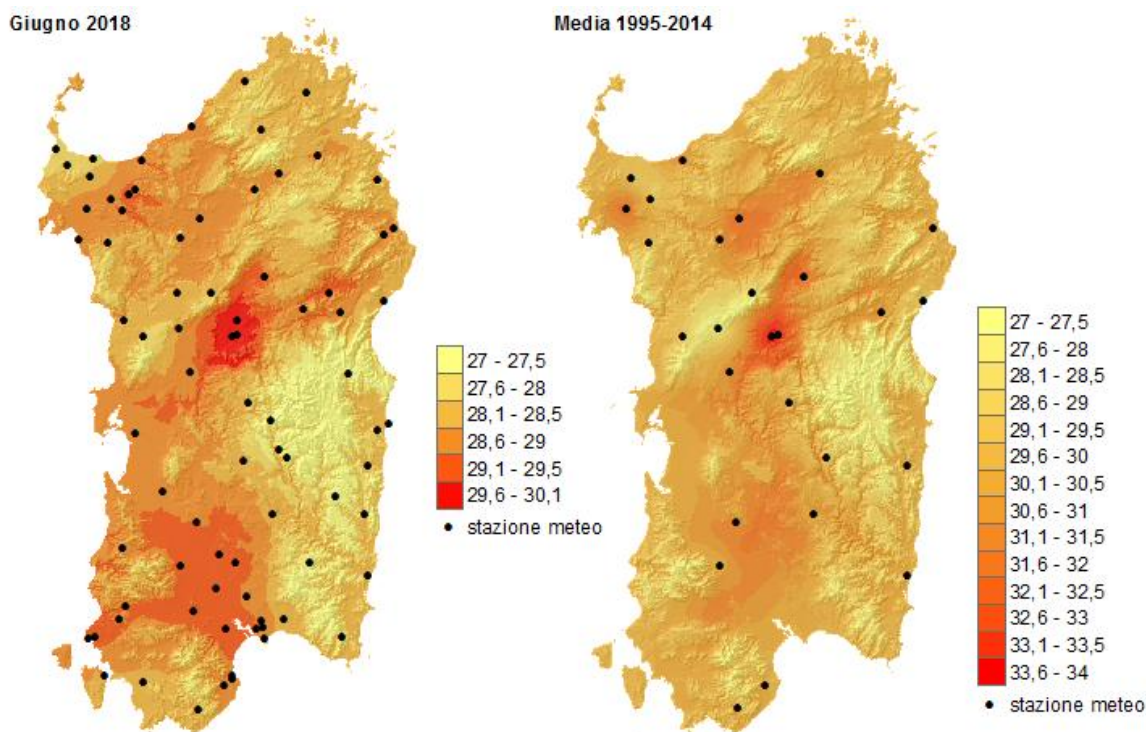 Giugno 2018
Media 1995-2014
27 - 27,5
27,6 - 28
28,1 - 28,5
28,6 - 29
29,1 - 29,5
29,6 - 30,1
stazione meteo
27 - 27,5
27,6 - 28
28,1 - 28,5
28,6 - 29
29,1 - 29,5
29,6 - 30
30,1 - 30,5
30,6 - 31
31,1 - 31,5
31,6 - 32
32,1 - 32,5
32,6 - 33
33,1 - 33,5
33,6 - 34
stazione meteo